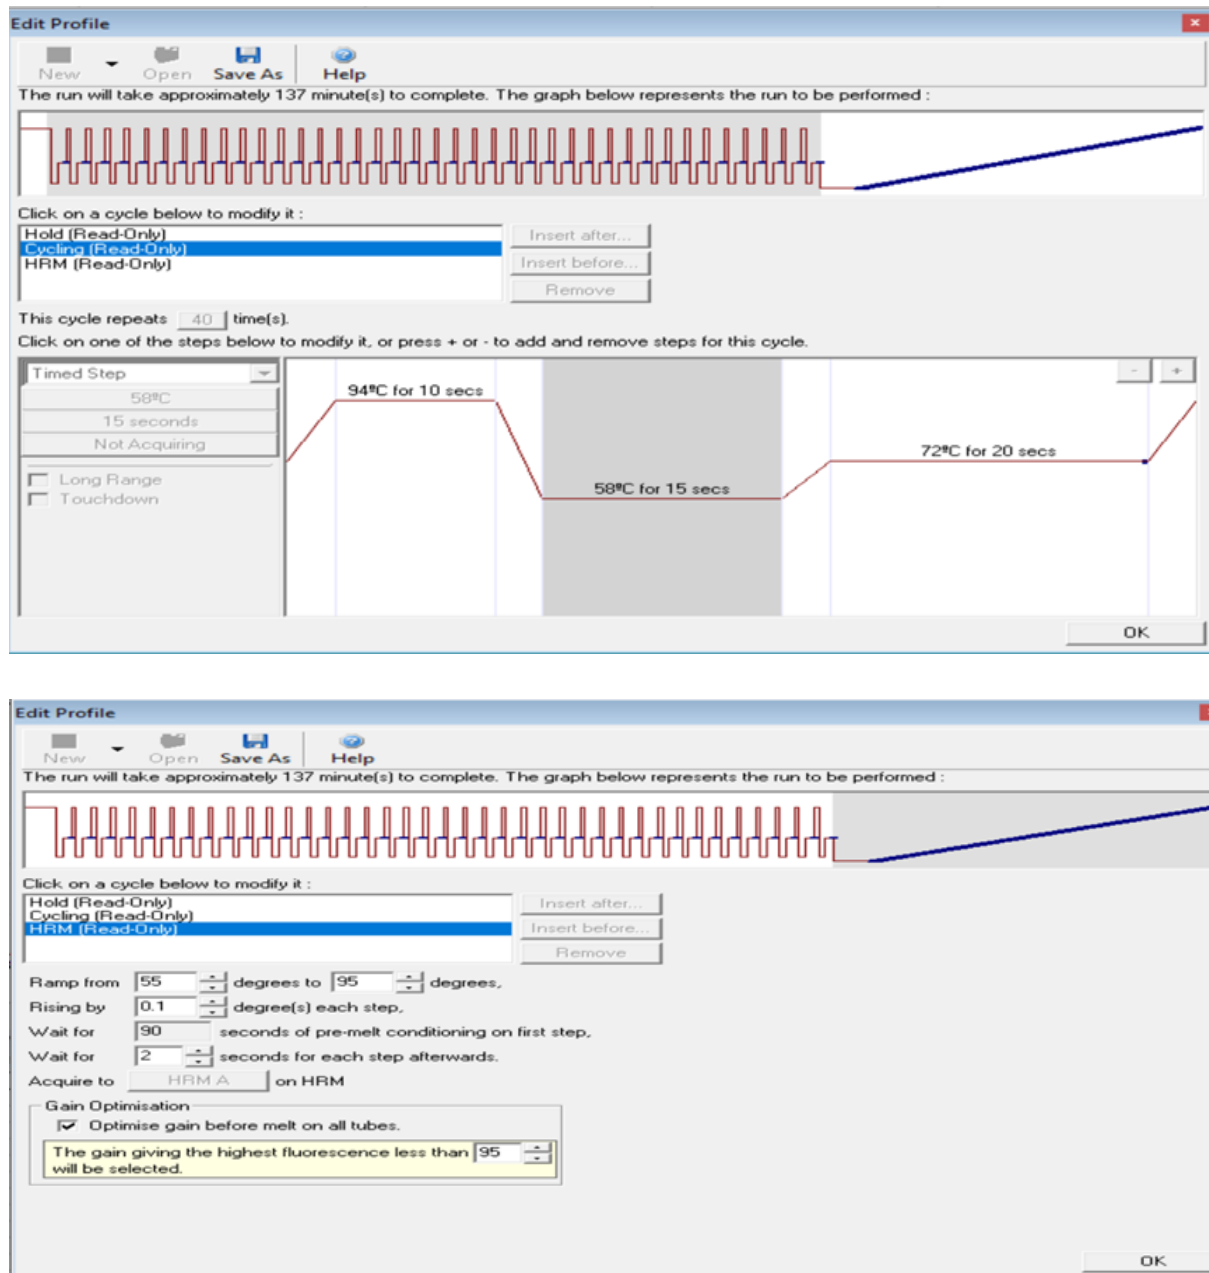 Edit Profile
New Open Save As Help
The run will take approximately 137 minute(s) to complete. The graph below represents the run to be performed :
Click on a cycle below to modify it :
Hold (Read-Only)
Cycling (Read-Only)
HRM (Read-Only)
Insert after...
Insert before...
Remove
This cycle repeats 40 time(s).
Click on one of the steps below to modify it, or press + or - to add and remove steps for this cycle.
Timed Step
58ºC
15 seconds
Not Acquiring
Long Range
Touchdown
94ºC for 10 secs
58ºC for 15 secs
72ºC for 20 secs
- +
OK
Edit Profile
New Open Save As Help
The run will take approximately 137 minute(s) to complete. The graph below represents the run to be performed :
Click on a cycle below to modify it :
Hold (Read-Only)
Cycling (Read-Only)
HRM (Read-Only)
Insert after...
Insert before...
Remove
Ramp from 55 degrees to 95 degrees,
Rising by 0.1 degree(s) each step,
Wait for 90 seconds of pre-melt conditioning on first step,
Wait for 2 seconds for each step afterwards.
Acquire to HRM A on HRM
Gain Optimisation
Optimise gain before melt on all tubes.
The gain giving the highest fluorescence less than 95
will be selected.
OK